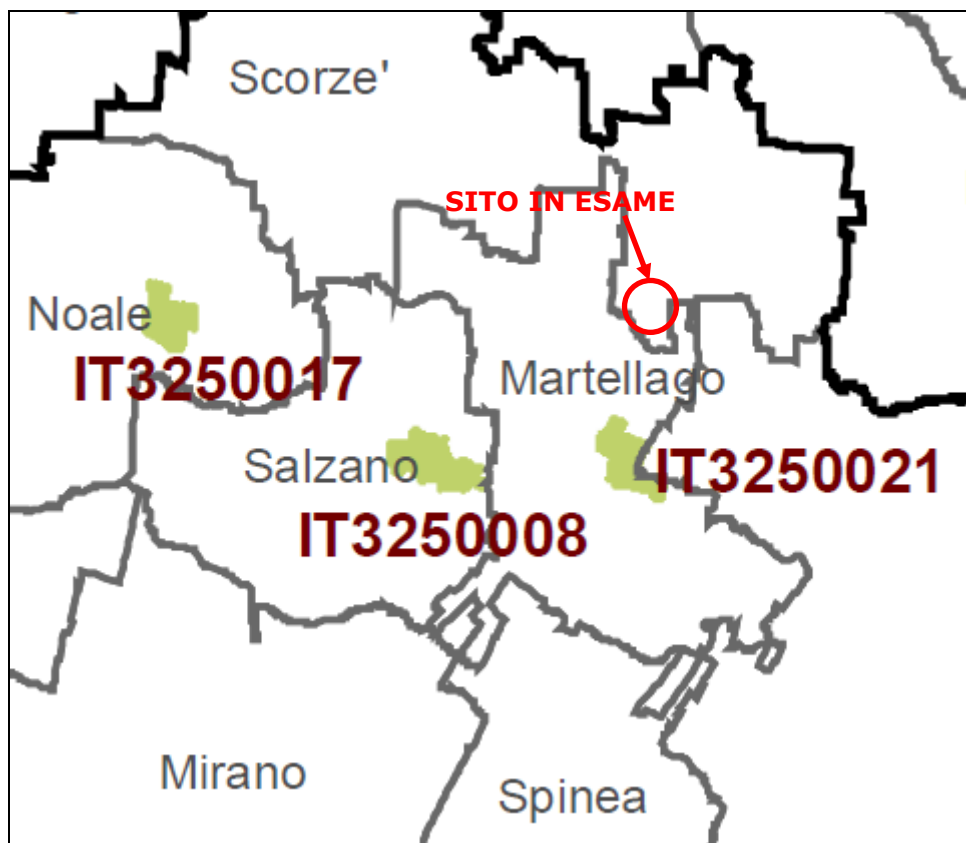 Scorze'
SITO IN ESAME
Noale
IT3250017
Martellago
Salzano
IT3250021
IT3250008
Mirano
Spinea